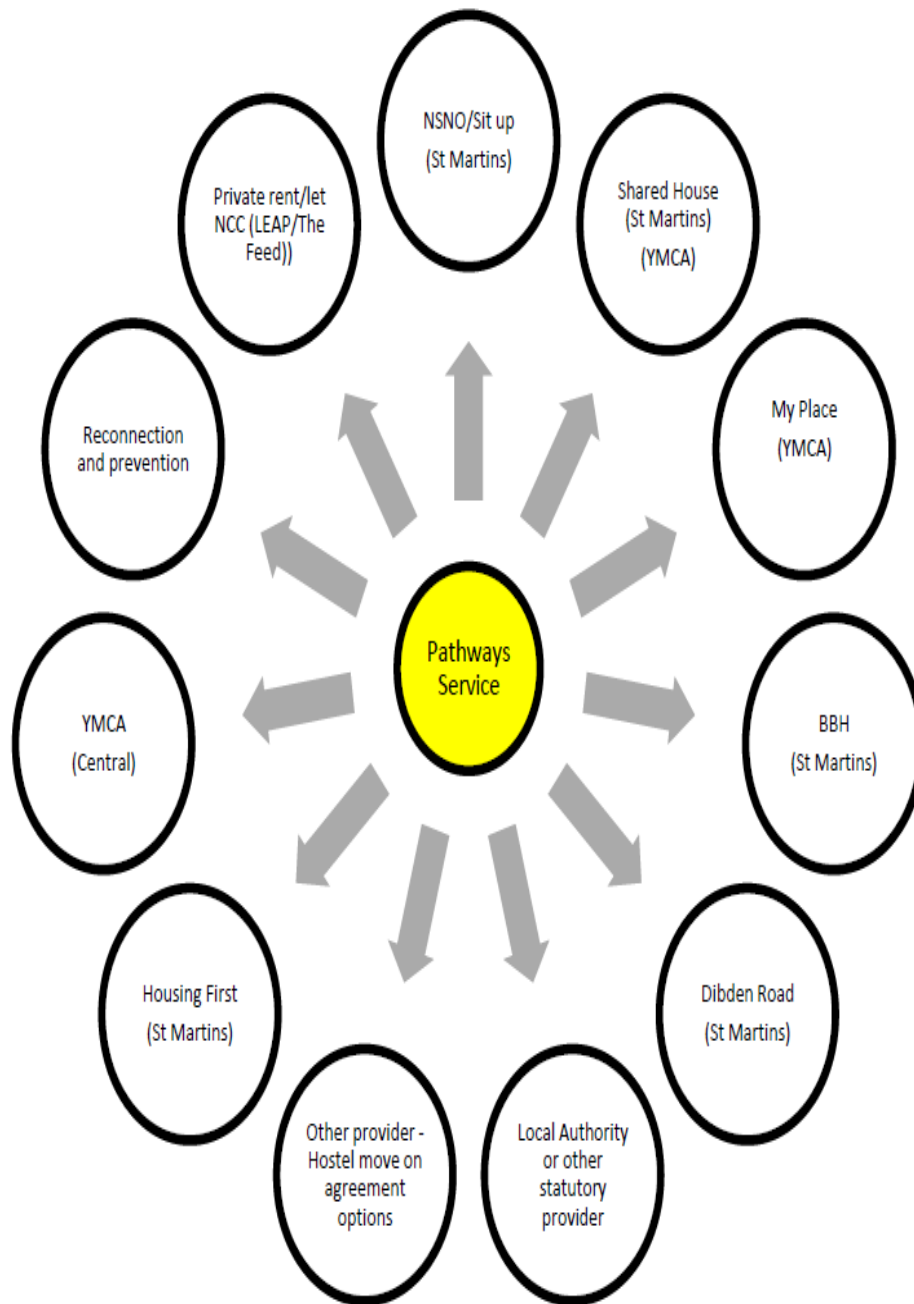 NSNO/Sit up
(St Martins)
Shared House
(St Martins)
(YMCA)
My Place
(YMCA)
BBH
(St Martins)
Dibden Road
(St Martins)
Local Authority
or other
statutory
provider
Other provider -
Hostel move on
agreement
options
Housing First
(St Martins)
YMCA
(Central)
Reconnection
and prevention
Private rent/let
NCC (LEAP/The
Feed))
Pathways
Service